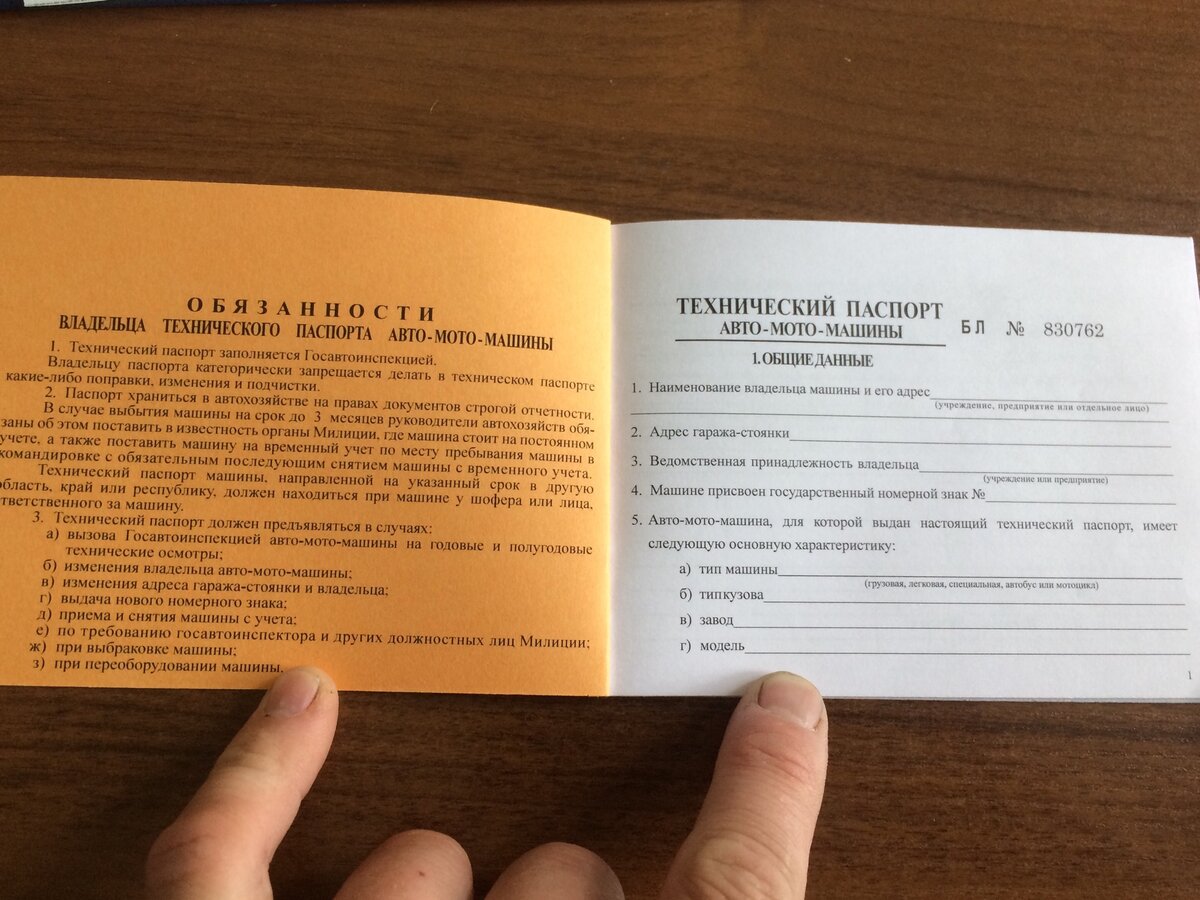 ОБЯЗАННОСТИ
ВЛАДЕЛЬЦА ТЕХНИЧЕСКОГО ПАСПОРТА АВТО-МОТО-МАШИНЫ
1. Технический паспорт заполняется Госавтоинспекцией.
Владельцу паспорта категорически запрещается делать в техническом паспорте
какие-либо поправки, изменения и подчистки.
2. Паспорт храниться в автохозяйстве на правах документов строгой отчетности.
В случае выбытия машины на срок до 3 месяцев руководители автохозяйств обя-
заны об этом поставить в известность органы Милиции, где машина стоит на постоянном
учете, а также поставить машину на временный учет по месту пребывания машины в
командировке с обязательным последующим снятием машины с временного учета.
Технический паспорт машины, направленной на указанный срок в другую
область, край или республику, должен находиться при машине у шофера или лица,
ответственного за машину.
3. Технический паспорт должен предъявляться в случаях:
а) вызова Госавтоинспекцией авто-мото-машины на годовые и полугодовые
технические осмотры;
б) изменения владельца авто-мото-машины;
в) изменения адреса гаража-стоянки и владельца;
г) выдача нового номерного знака;
д) приема и снятия машины с учета;
е) по требованию госавтоинспектора и других должностных лиц Милиции;
ж) при выбраковке машины;
з) при переоборудовании машины.
ТЕХНИЧЕСКИЙ ПАСПОРТ
АВТО-МОТО-МАШИНЫ
БЛ № 830762
1. ОБЩИЕ ДАННЫЕ
1. Наименование владельца машины и его адрес
(учреждение, предприятие или отдельное лицо)
2. Адрес гаража-стоянки
3. Ведомственная принадлежность владельца
(учреждение или предприятие)
4. Машине присвоен государственный номерной знак №
5. Авто-мото-машина, для которой выдан настоящий технический паспорт, имеет
следующую основную характеристику:
а) тип машины
(грузовая, легковая, специальная, автобус или мотоцикл)
б) типкузова
в) завод
г) модель
1